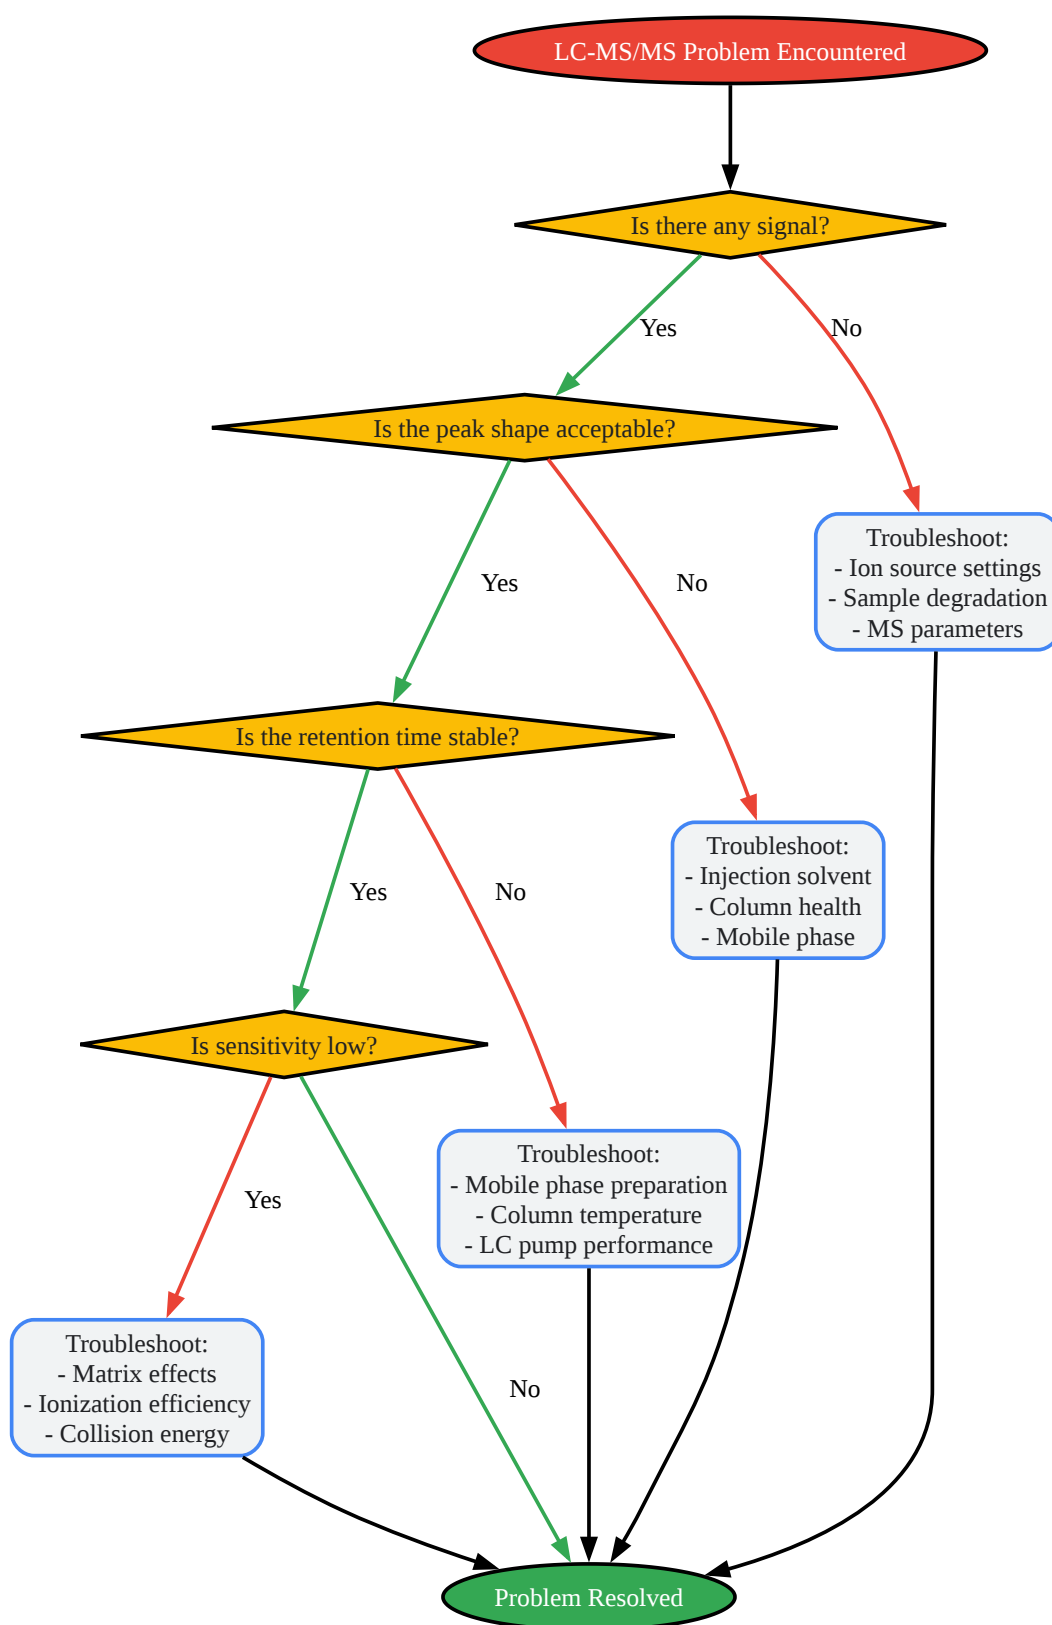 LC-MS/MS Problem Encountered
Is there any signal?
Yes
No
Is the peak shape acceptable?
Troubleshoot:
- Ion source settings
- Sample degradation
- MS parameters
Yes
No
Is the retention time stable?
Troubleshoot:
- Injection solvent
- Column health
- Mobile phase
Yes
No
Is sensitivity low?
Troubleshoot:
- Mobile phase preparation
- Column temperature
- LC pump performance
Yes
No
Troubleshoot:
- Matrix effects
- Ionization efficiency
- Collision energy
Problem Resolved